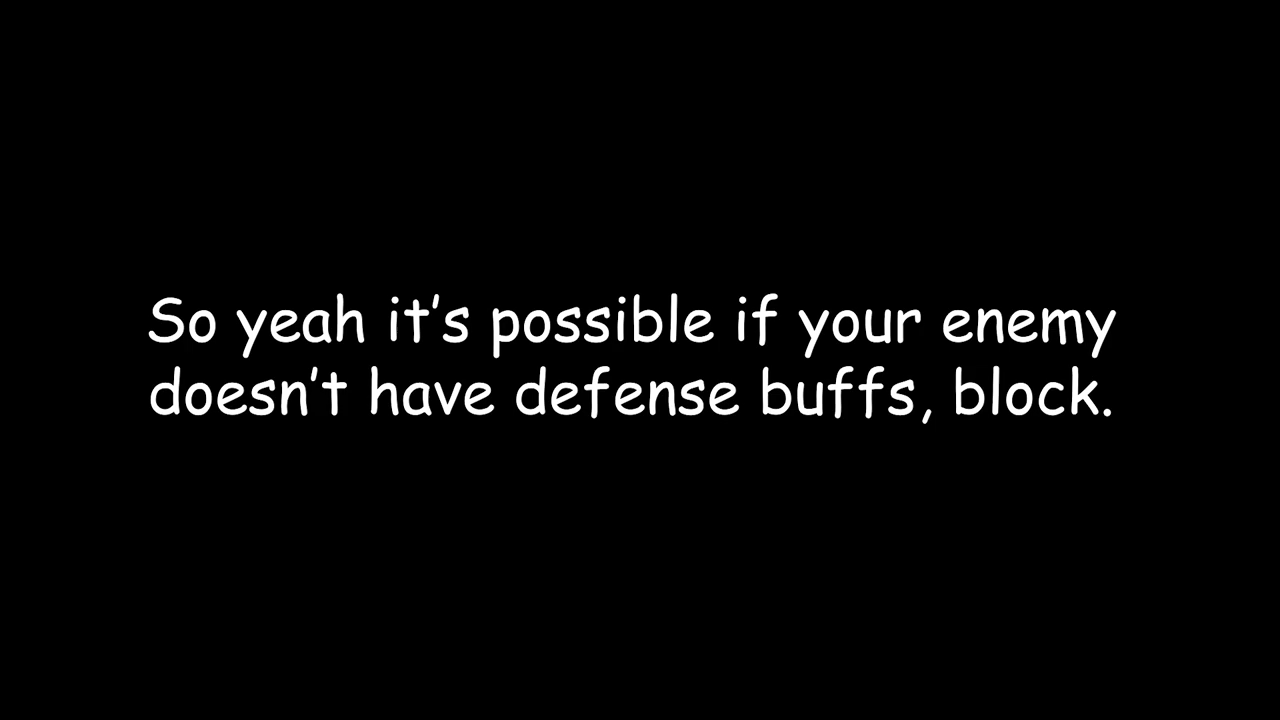 So yeah it’s possible if your enemy
doesn’t have defense buffs, block.